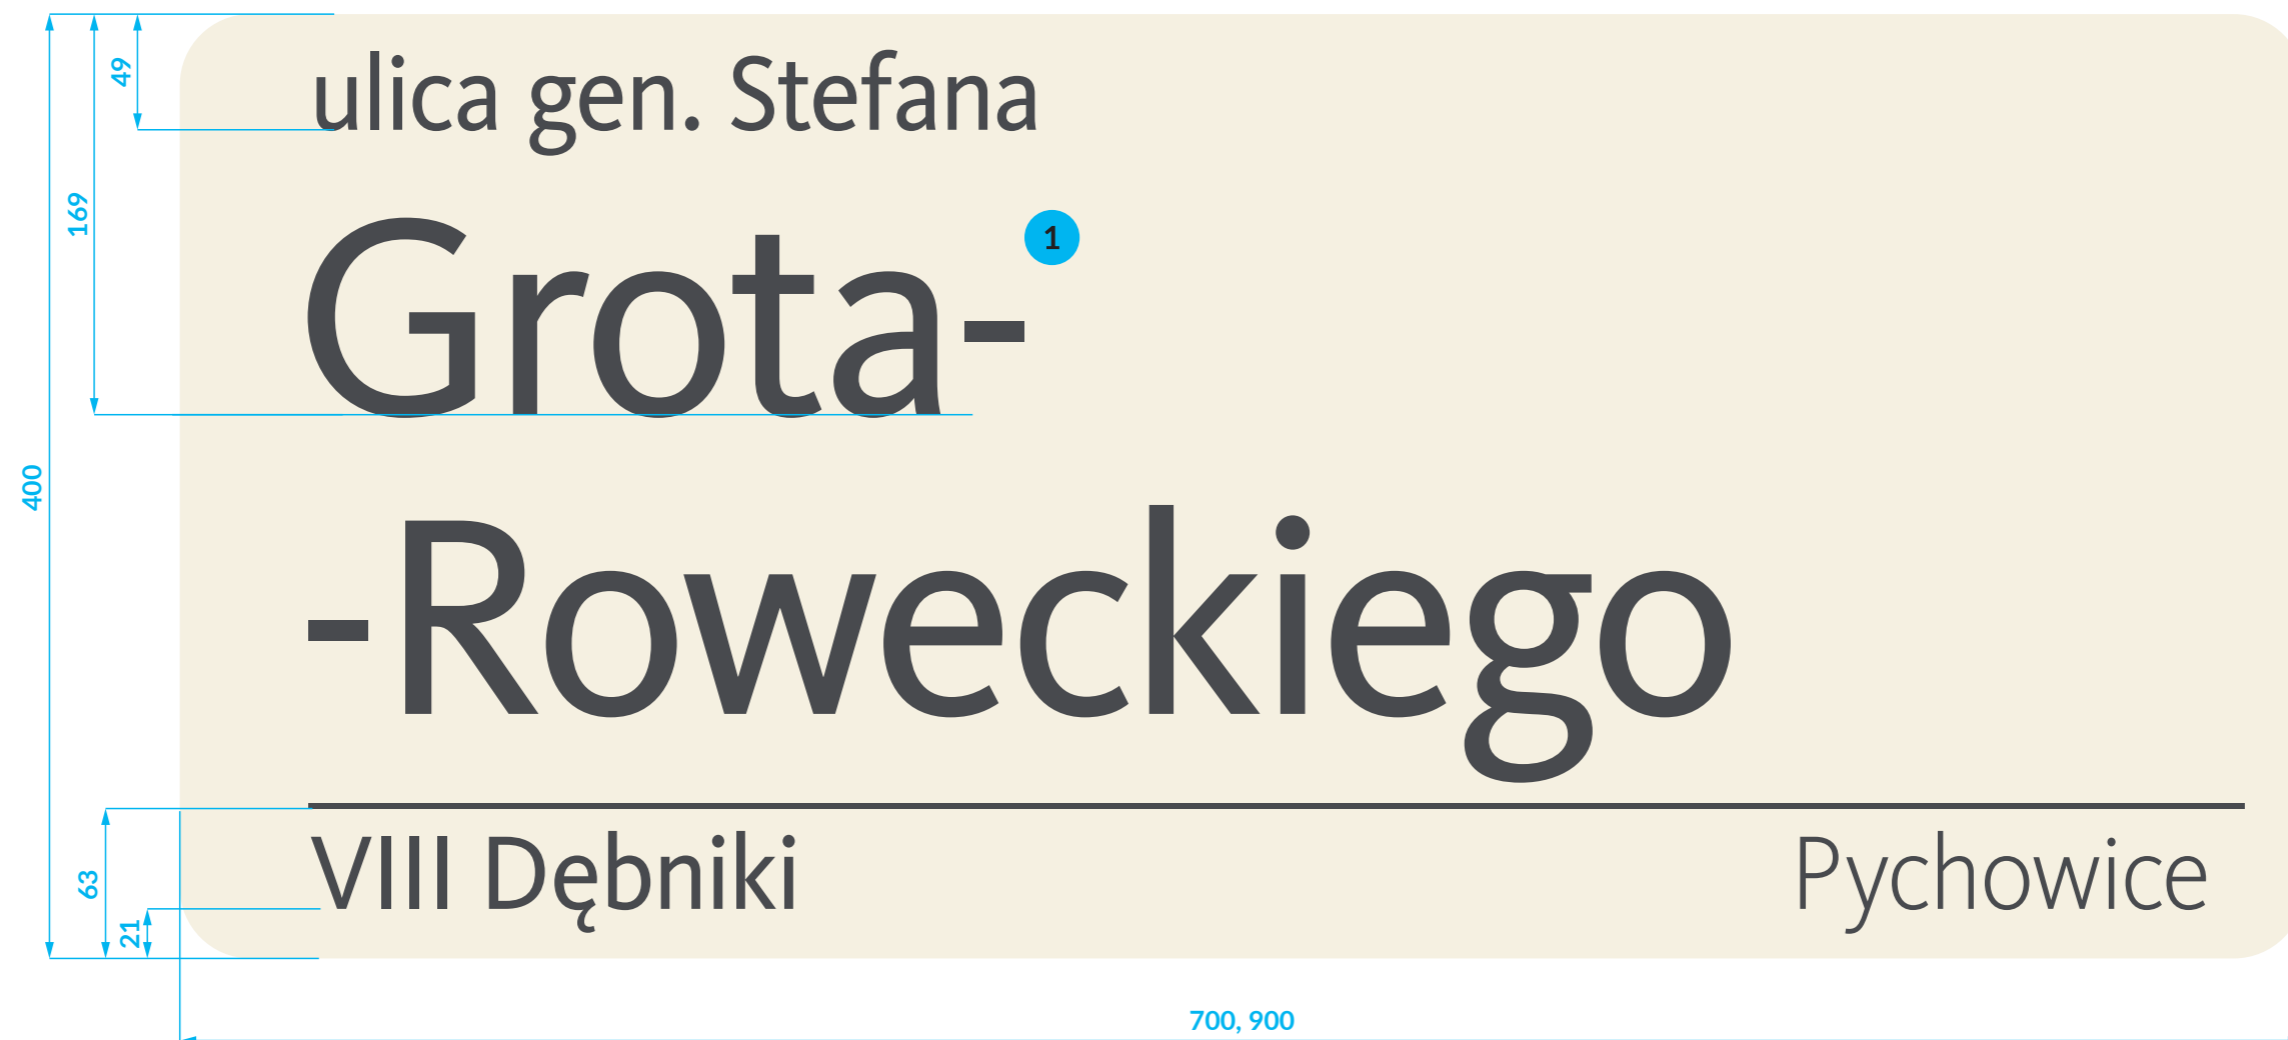 49
ulica gen. Stefana
169
Grota-
1
400
-Roweckiego
63
VIII Dębniki
Pychowice
21
700, 900